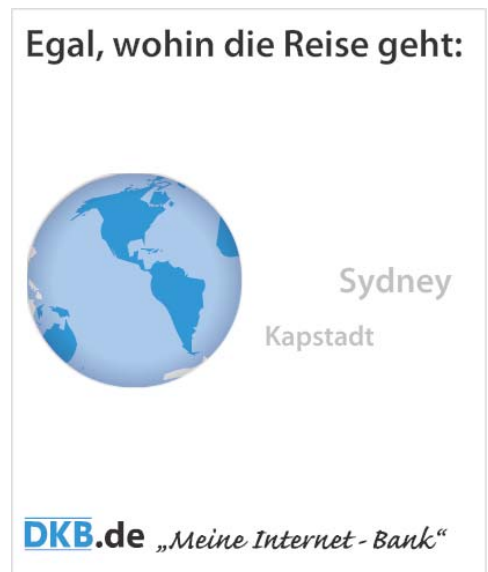 Egal, wohin die Reise geht:
Sydney
Kapstadt
DKB.de „Meine Internet-Bank“